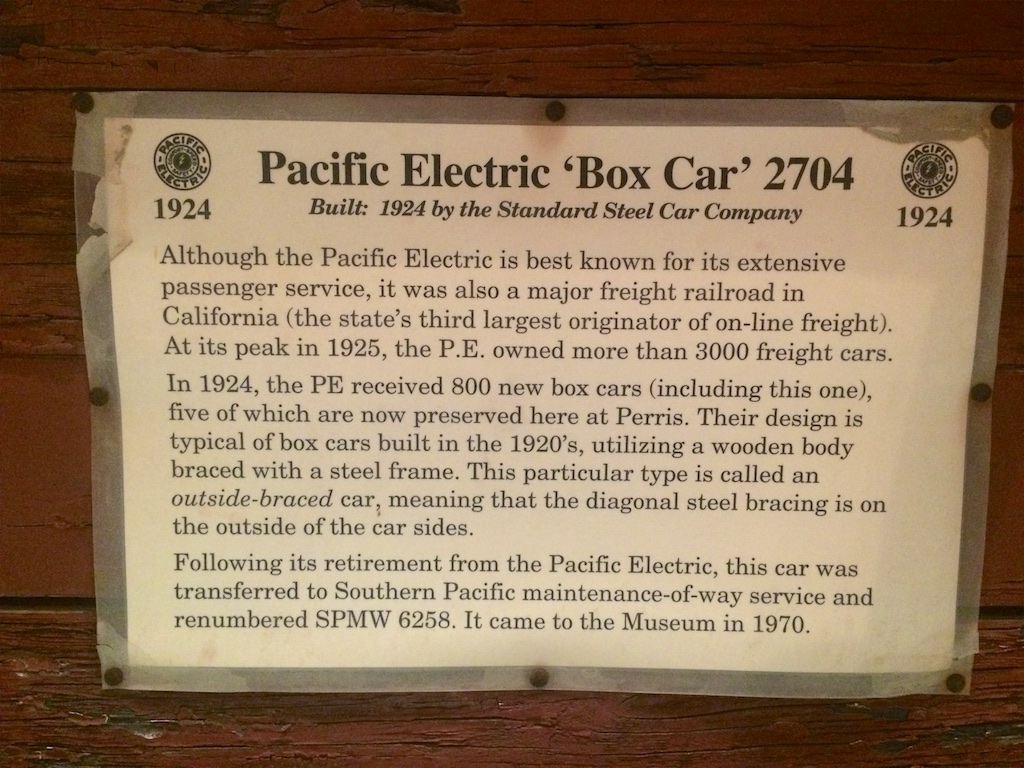 PACIFIC ELECTRIC
1924
Pacific Electric ‘Box Car’ 2704
Built: 1924 by the Standard Steel Car Company
PACIFIC ELECTRIC
1924
Although the Pacific Electric is best known for its extensive
passenger service, it was also a major freight railroad in
California (the state’s third largest originator of on-line freight).
At its peak in 1925, the P.E. owned more than 3000 freight cars.
In 1924, the PE received 800 new box cars (including this one),
five of which are now preserved here at Perris. Their design is
typical of box cars built in the 1920’s, utilizing a wooden body
braced with a steel frame. This particular type is called an
outside-braced car, meaning that the diagonal steel bracing is on
the outside of the car sides.
Following its retirement from the Pacific Electric, this car was
transferred to Southern Pacific maintenance-of-way service and
renumbered SPMW 6258. It came to the Museum in 1970.